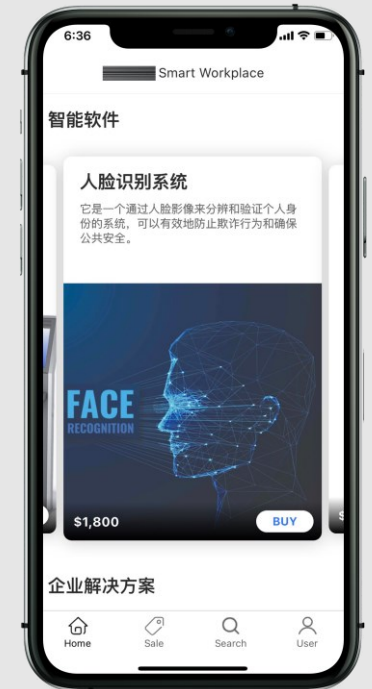 6:36
Smart Workplace
智能软件
人脸识别系统
它是一个通过人脸影像来分辨和验证个人身
份的系统，可以有效地防止欺诈行为和确保
公共安全。
FACE
RECOGNITION
$1,800
BUY
$
企业解决方案
Home
Sale
Search
User